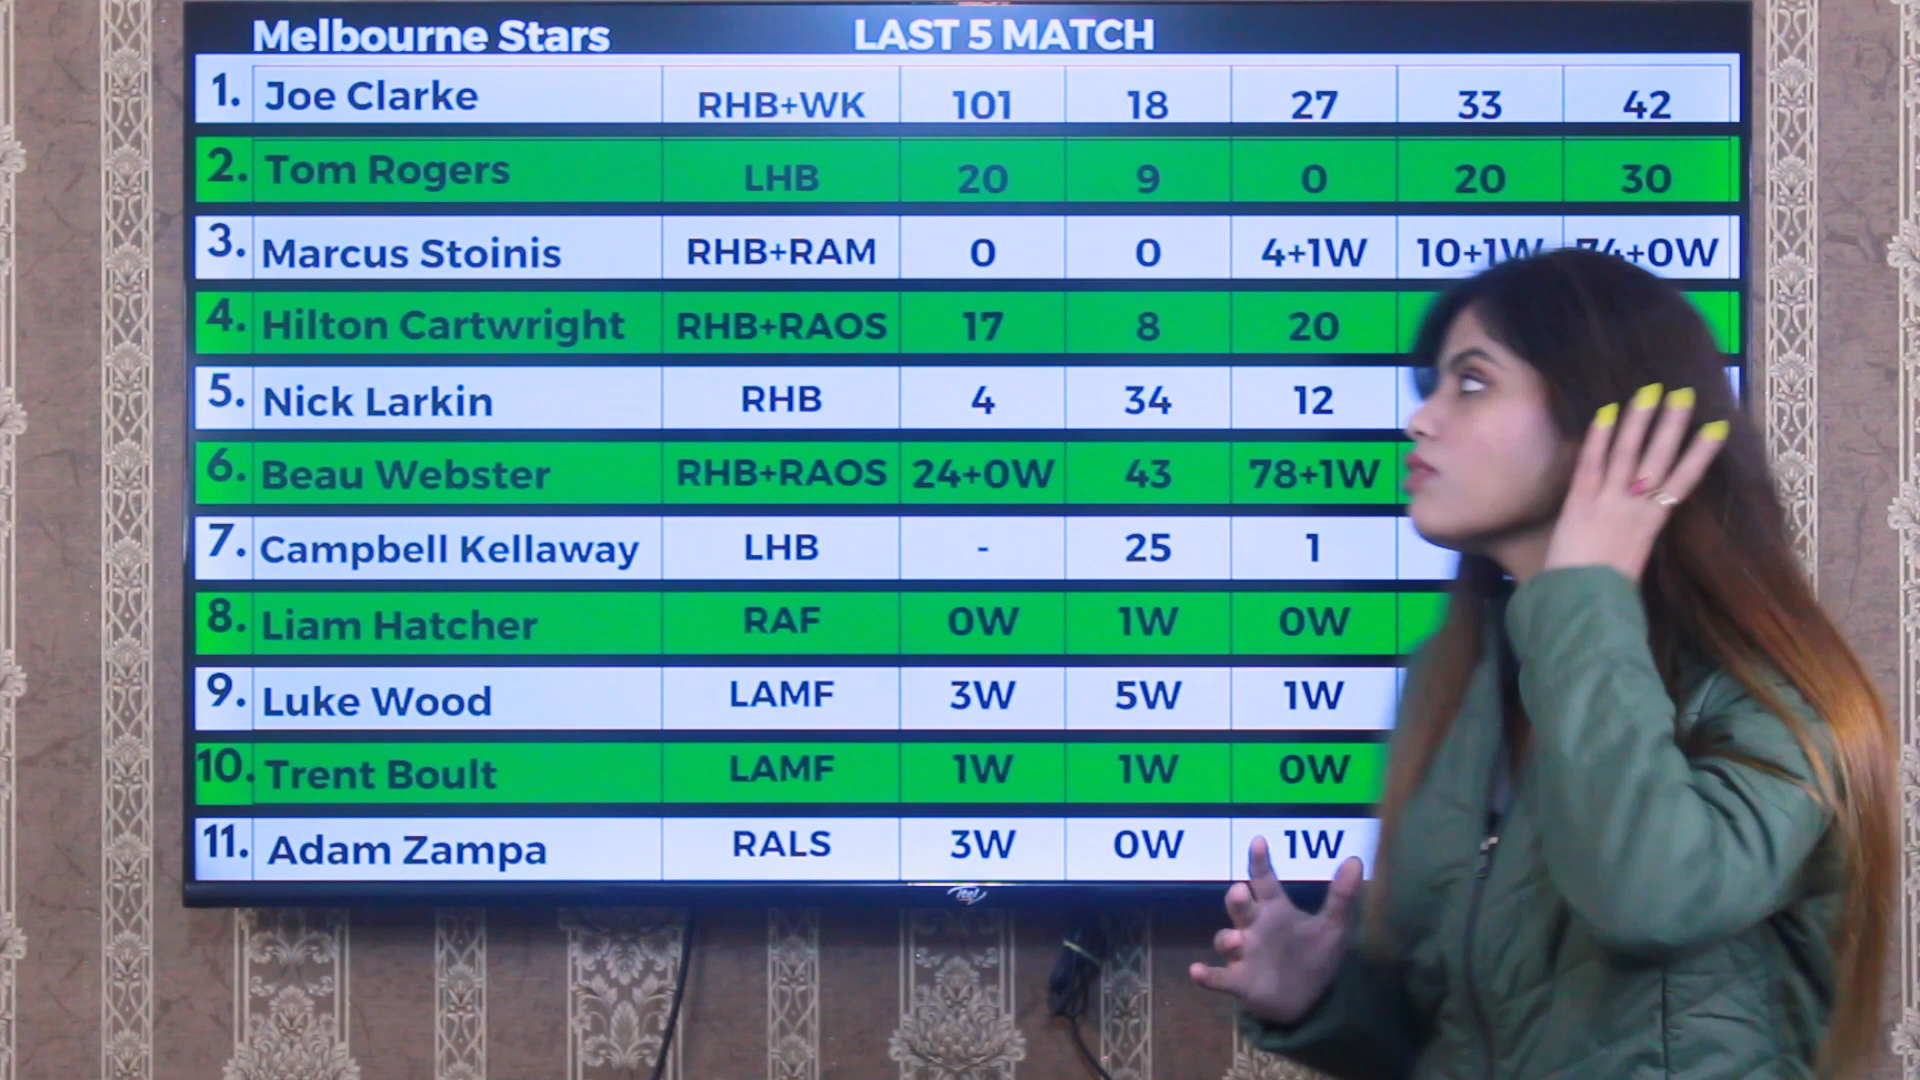 Melbourne Stars LAST 5 MATCH
1. Joe Clarke RHB+WK 101 18 27 33 42
2. Tom Rogers LHB 20 9 0 20 30
3. Marcus Stoinis RHB+RAM 0 0 4+1W 10+1W 74+0W
4. Hilton Cartwright RHB+RAOS 17 8 20
5. Nick Larkin RHB 4 34 12
6. Beau Webster RHB+RAOS 24+0W 43 78+1W
7. Campbell Kellaway LHB - 25 1
8. Liam Hatcher RAF 0W 1W 0W
9. Luke Wood LAMF 3W 5W 1W
10. Trent Boult LAMF 1W 1W 0W
11. Adam Zampa RALS 3W 0W 1W
itel